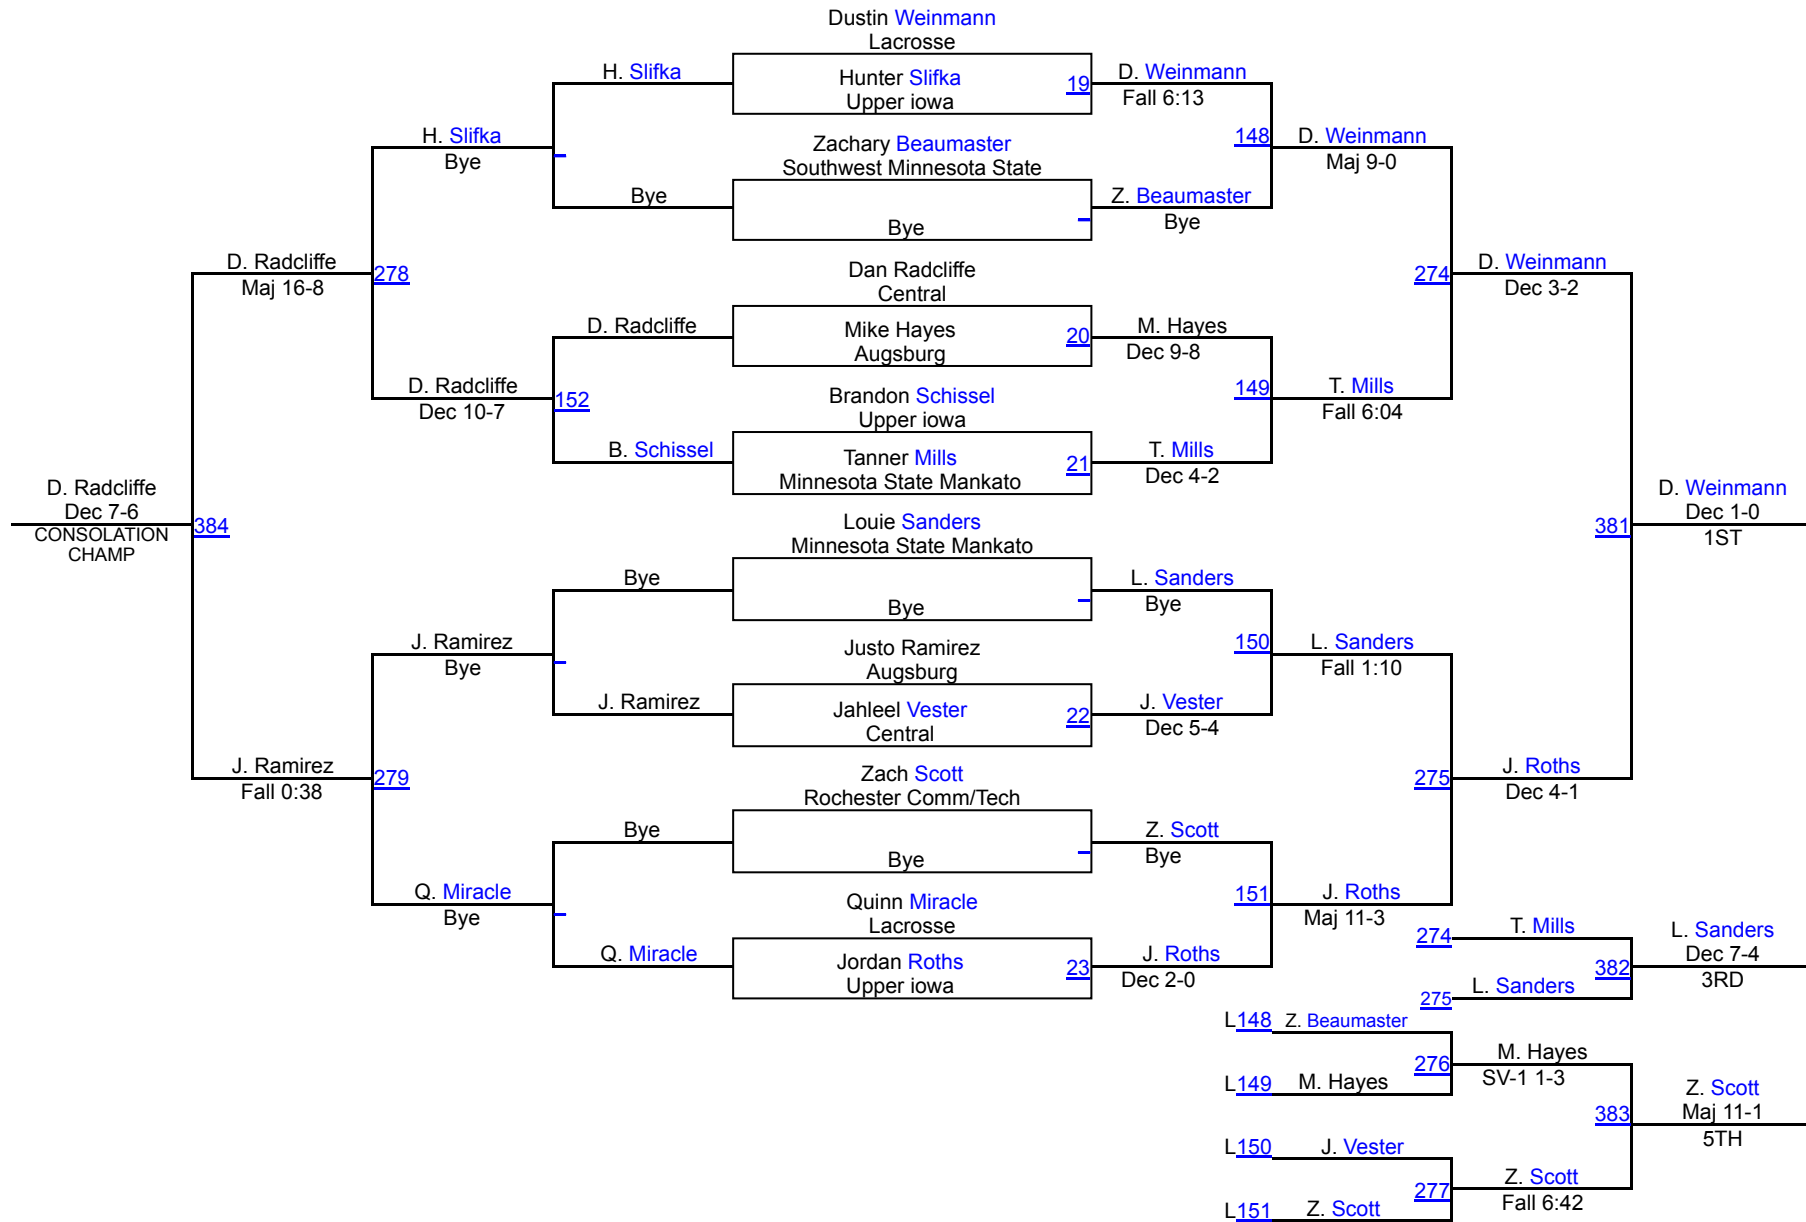 Dustin Weinmann
Lacrosse
H. Slifka
Hunter Slifka
Upper iowa
19
D. Weinmann
Fall 6:13
H. Slifka
Bye
Zachary Beaumaster
Southwest Minnesota State
148
D. Weinmann
Maj 9-0
Bye
Bye
Z. Beaumaster
Bye
D. Radcliffe
Maj 16-8
278
Dan Radcliffe
Central
274
D. Weinmann
Dec 3-2
D. Radcliffe
Mike Hayes
Augsburg
20
M. Hayes
Dec 9-8
D. Radcliffe
Dec 10-7
152
Brandon Schissel
Upper iowa
149
T. Mills
Fall 6:04
B. Schissel
Tanner Mills
Minnesota State Mankato
21
T. Mills
Dec 4-2
D. Radcliffe
Dec 7-6
CONSOLATION
CHAMP
384
Louie Sanders
Minnesota State Mankato
381
D. Weinmann
Dec 1-0
1ST
Bye
Bye
L. Sanders
Bye
J. Ramirez
Bye
Justo Ramirez
Augsburg
150
L. Sanders
Fall 1:10
J. Ramirez
Jahleel Vester
Central
22
J. Vester
Dec 5-4
J. Ramirez
Fall 0:38
279
Zach Scott
Rochester Comm/Tech
275
J. Roths
Dec 4-1
Bye
Bye
Z. Scott
Bye
Q. Miracle
Bye
Quinn Miracle
Lacrosse
151
J. Roths
Maj 11-3
Q. Miracle
Jordan Roths
Upper iowa
23
J. Roths
Dec 2-0
274
T. Mills
275
L. Sanders
382
L. Sanders
Dec 7-4
3RD
L148 Z. Beaumaster
L149 M. Hayes
276
M. Hayes
SV-1 1-3
L150 J. Vester
L151 Z. Scott
277
Z. Scott
Fall 6:42
383
Z. Scott
Maj 11-1
5TH